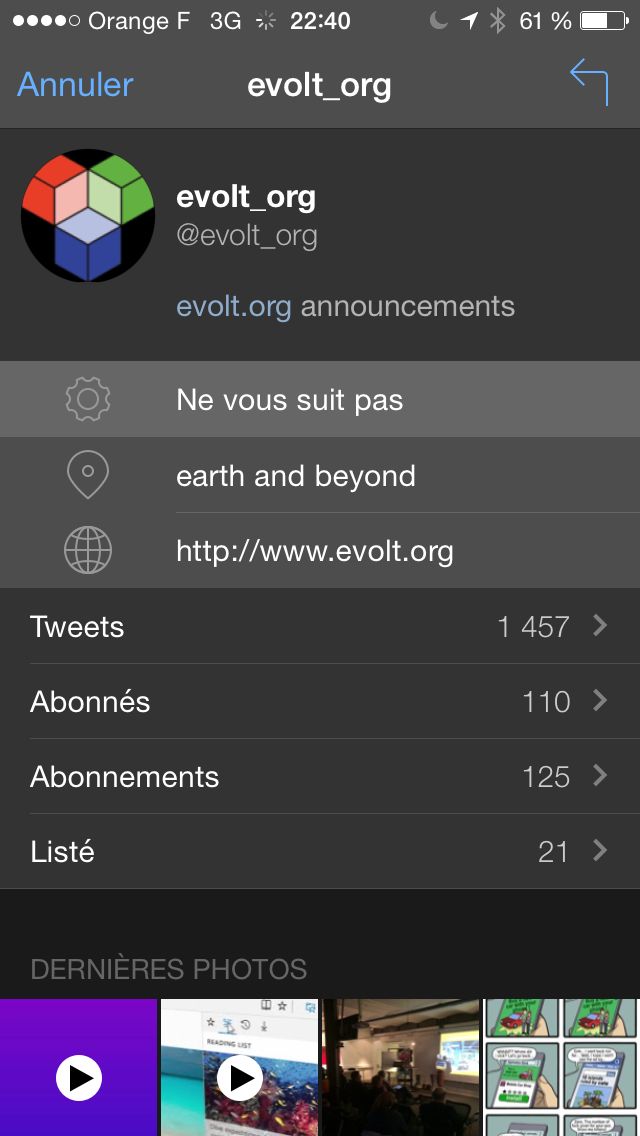 Orange F 3G 22:40 61 %
Annuler evolt_org
evolt_org
@evolt_org
evolt.org announcements
Ne vous suit pas
earth and beyond
http://www.evolt.org
Tweets 1 457
Abonnés 110
Abonnements 125
Listé 21
DERNIÈRES PHOTOS
READING LIST
Install